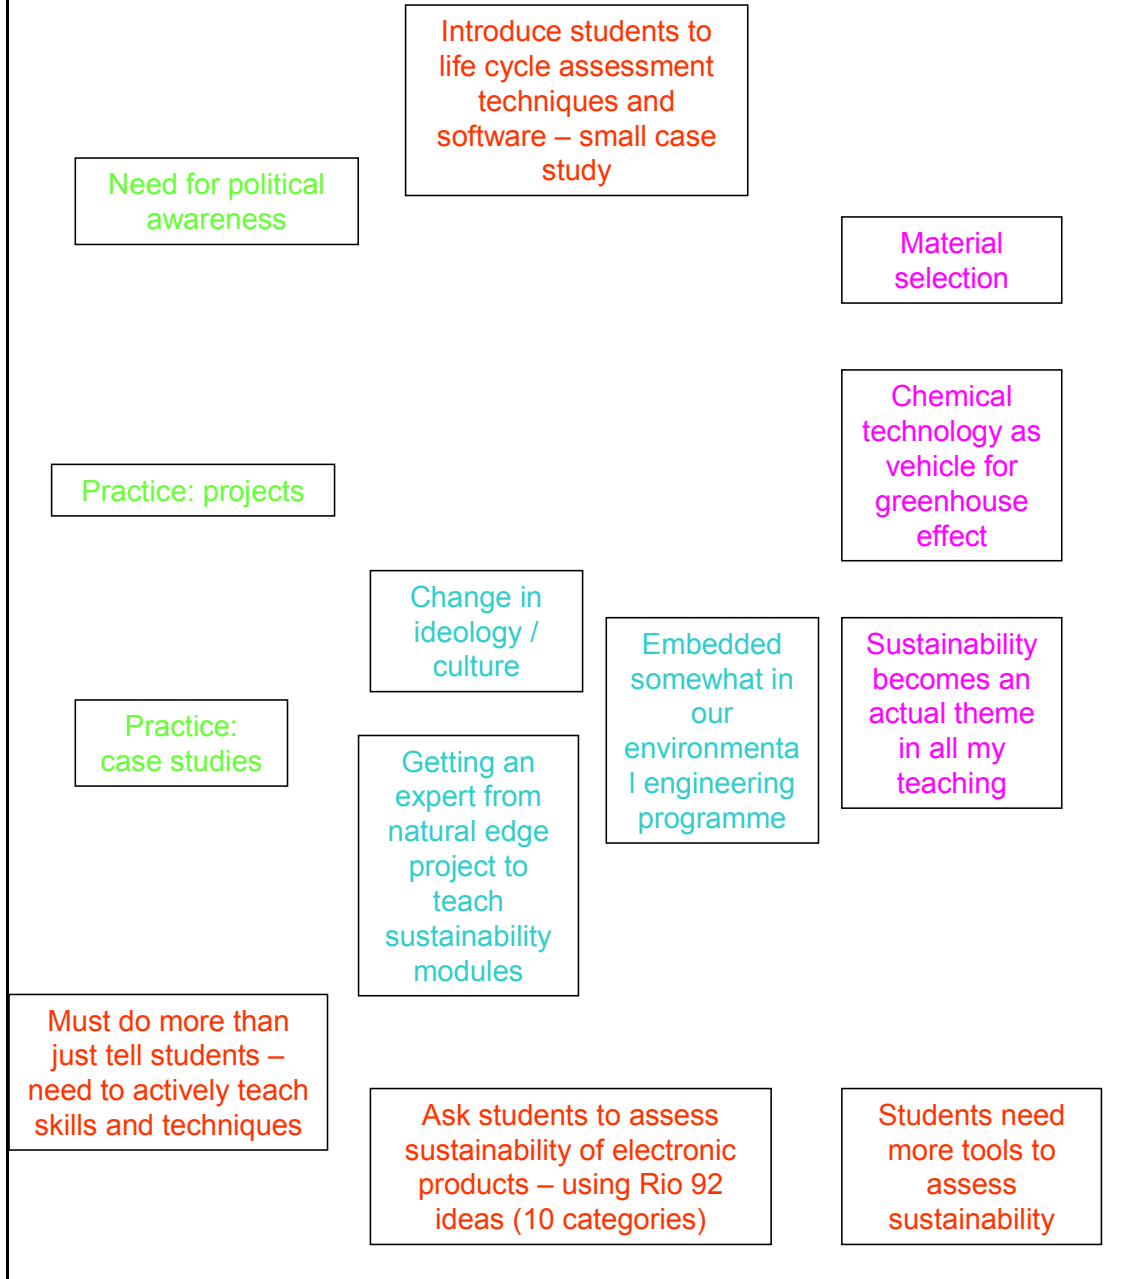 Introduce students to
life cycle assessment
techniques and
software – small case
study
Need for political
awareness
Material
selection
Chemical
technology as
vehicle for
greenhouse
effect
Practice: projects
Change in
ideology /
culture
Embedded
somewhat in
our
environmenta
l engineering
programme
Sustainability
becomes an
actual theme
in all my
teaching
Practice:
case studies
Getting an
expert from
natural edge
project to
teach
sustainability
modules
Must do more than
just tell students –
need to actively teach
skills and techniques
Ask students to assess
sustainability of electronic
products – using Rio 92
ideas (10 categories)
Students need
more tools to
assess
sustainability